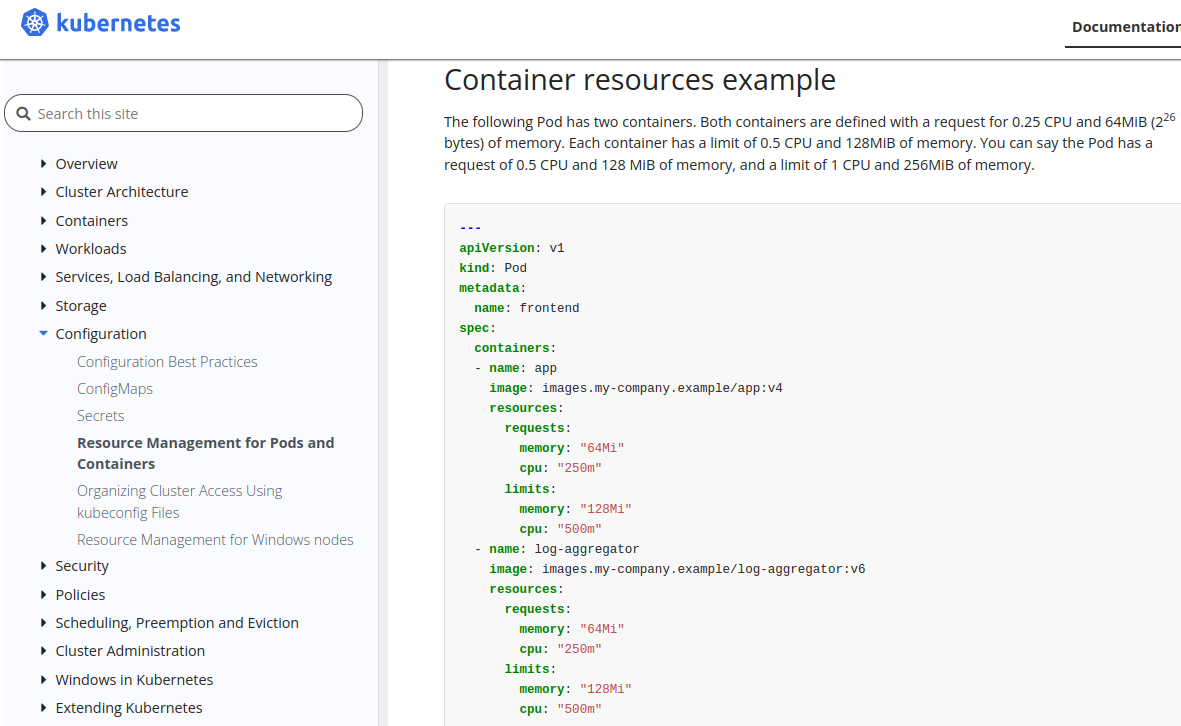 kubernetes
Documentation
Search this site
Overview
Cluster Architecture
Containers
Workloads
Services, Load Balancing, and Networking
Storage
Configuration
Configuration Best Practices
ConfigMaps
Secrets
Resource Management for Pods and
Containers
Organizing Cluster Access Using
kubeconfig Files
Resource Management for Windows nodes
Security
Policies
Scheduling, Preemption and Eviction
Cluster Administration
Windows in Kubernetes
Extending Kubernetes
Container resources example
The following Pod has two containers. Both containers are defined with a request for 0.25 CPU and 64MiB (2²⁶
bytes) of memory. Each container has a limit of 0.5 CPU and 128MiB of memory. You can say the Pod has a
request of 0.5 CPU and 128 MiB of memory, and a limit of 1 CPU and 256MiB of memory.
---
apiVersion: v1
kind: Pod
metadata:
  name: frontend
spec:
  containers:
  - name: app
    image: images.my-company.example/app:v4
    resources:
      requests:
        memory: "64Mi"
        cpu: "250m"
      limits:
        memory: "128Mi"
        cpu: "500m"
  - name: log-aggregator
    image: images.my-company.example/log-aggregator:v6
    resources:
      requests:
        memory: "64Mi"
        cpu: "250m"
      limits:
        memory: "128Mi"
        cpu: "500m"